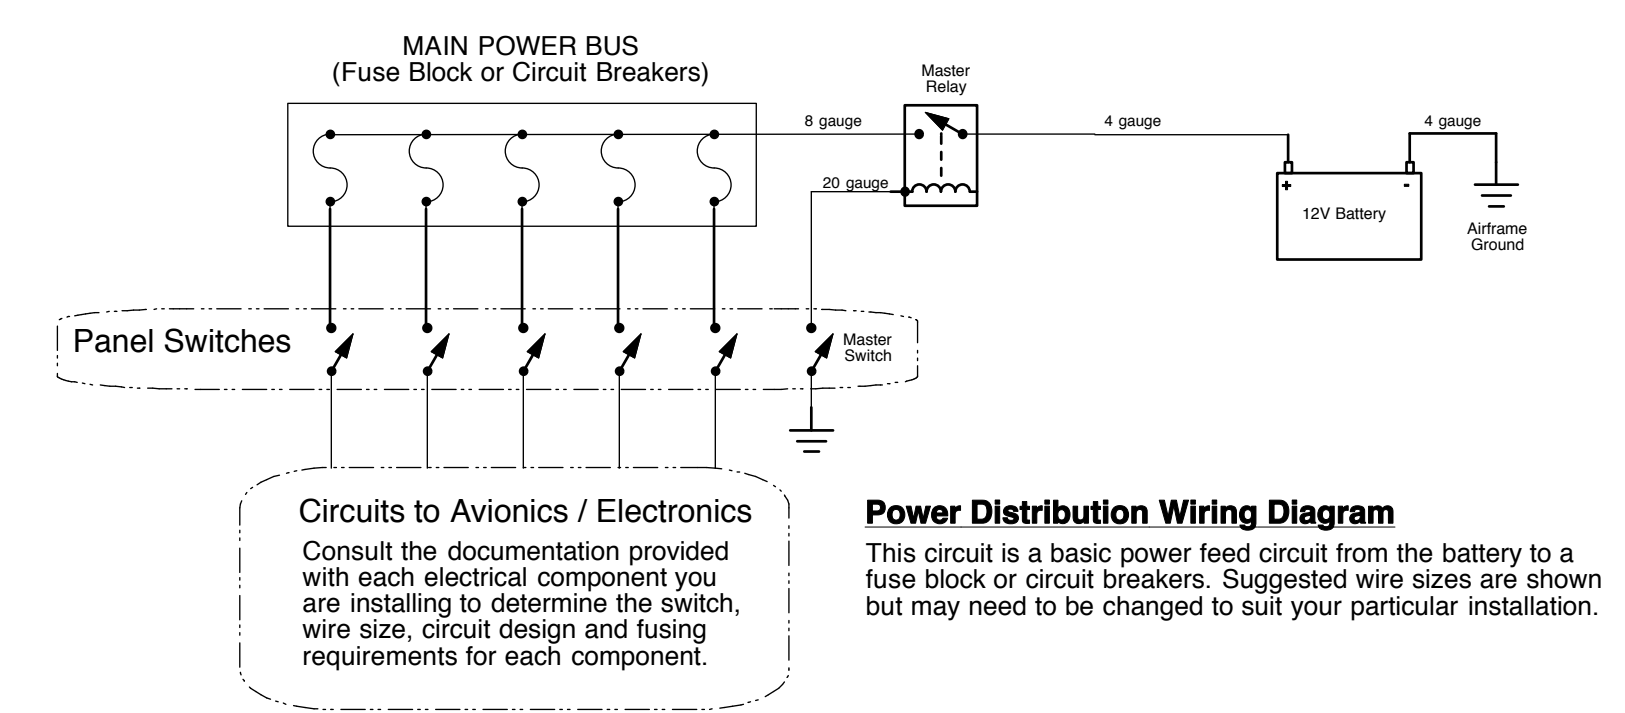 MAIN POWER BUS
(Fuse Block or Circuit Breakers)
Master
Relay
8 gauge
4 gauge
4 gauge
20 gauge
+
-
12V Battery
Airframe
Ground
Panel Switches
Master
Switch
Circuits to Avionics / Electronics
Consult the documentation provided
with each electrical component you
are installing to determine the switch,
wire size, circuit design and fusing
requirements for each component.
Power Distribution Wiring Diagram
This circuit is a basic power feed circuit from the battery to a
fuse block or circuit breakers. Suggested wire sizes are shown
but may need to be changed to suit your particular installation.